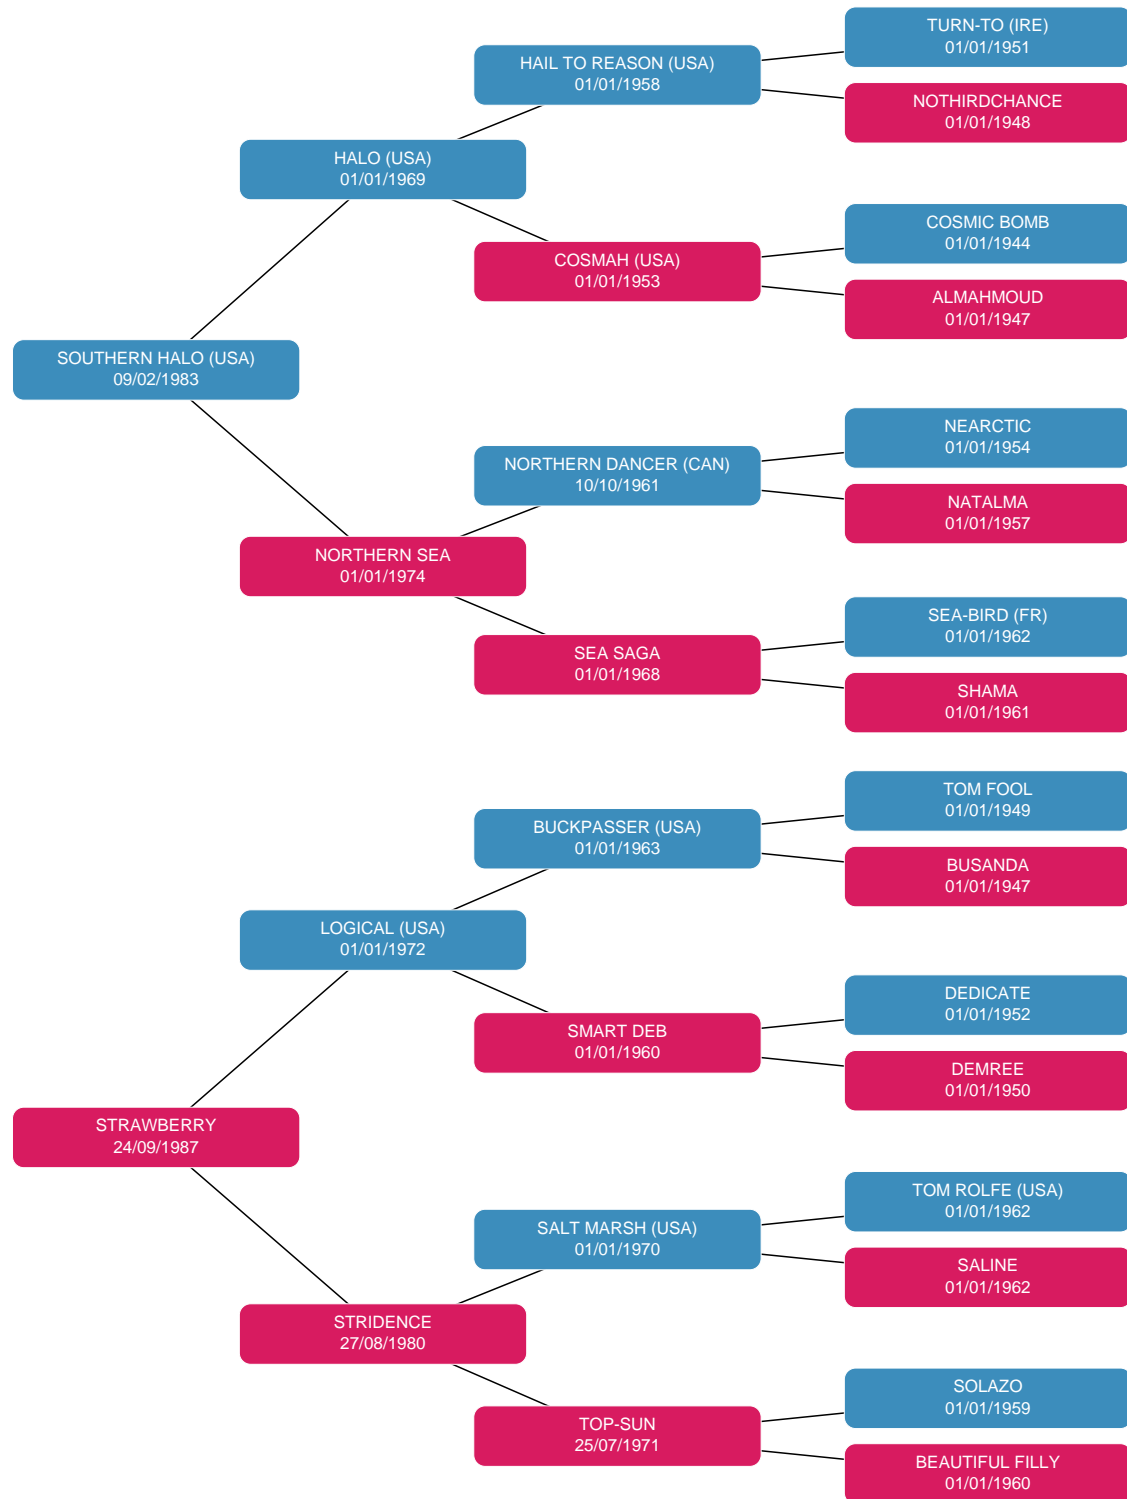 TURN-TO (IRE)
01/01/1951
HAIL TO REASON (USA)
01/01/1958
NOTHIRDCHANCE
01/01/1948
HALO (USA)
01/01/1969
COSMIC BOMB
01/01/1944
COSMAH (USA)
01/01/1953
ALMAHMOUD
01/01/1947
SOUTHERN HALO (USA)
09/02/1983
NEARCTIC
01/01/1954
NORTHERN DANCER (CAN)
10/10/1961
NATALMA
01/01/1957
NORTHERN SEA
01/01/1974
SEA-BIRD (FR)
01/01/1962
SEA SAGA
01/01/1968
SHAMA
01/01/1961
TOM FOOL
01/01/1949
BUCKPASSER (USA)
01/01/1963
BUSANDA
01/01/1947
LOGICAL (USA)
01/01/1972
DEDICATE
01/01/1952
SMART DEB
01/01/1960
DEMREE
01/01/1950
STRAWBERRY
24/09/1987
TOM ROLFE (USA)
01/01/1962
SALT MARSH (USA)
01/01/1970
SALINE
01/01/1962
STRIDENCE
27/08/1980
SOLAZO
01/01/1959
TOP-SUN
25/07/1971
BEAUTIFUL FILLY
01/01/1960